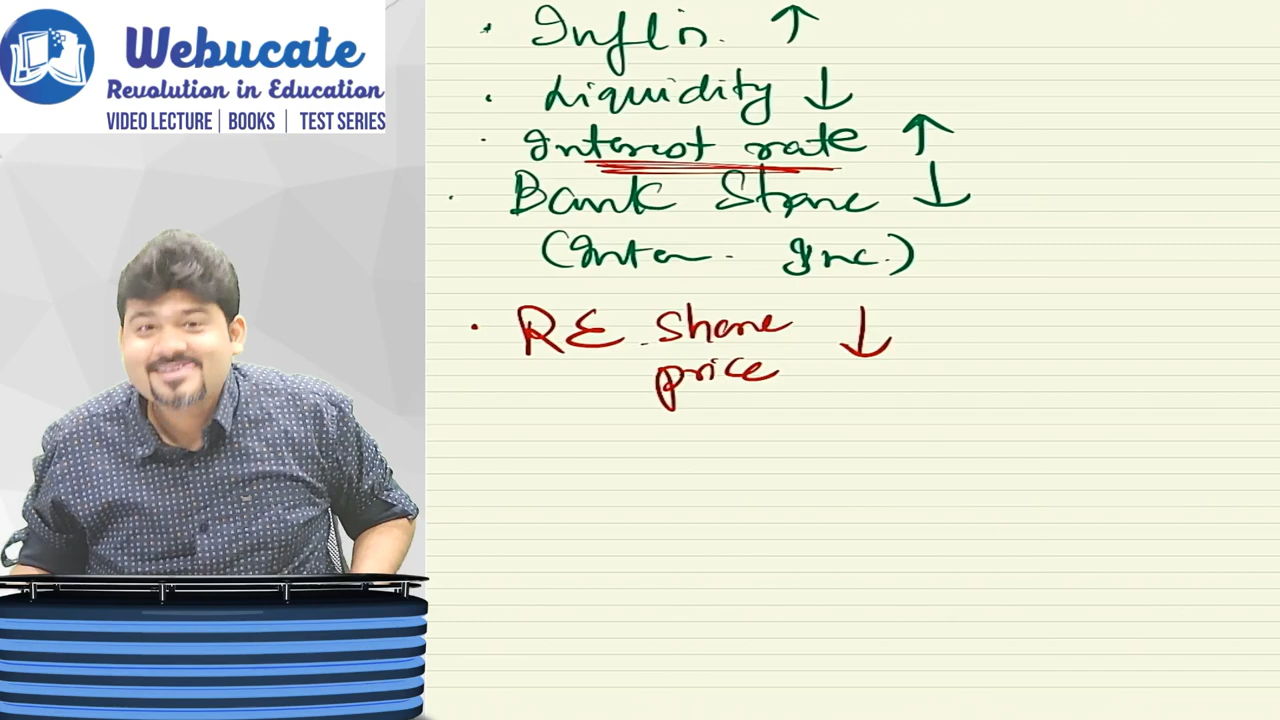 Webucate
Revolution in Education
VIDEO LECTURE | BOOKS | TEST SERIES
· Infln. ↑
· Liquidity ↓
· Interest rate ↑
· Bank Share ↓
(Inter. Inc.)
· RE share ↓
price